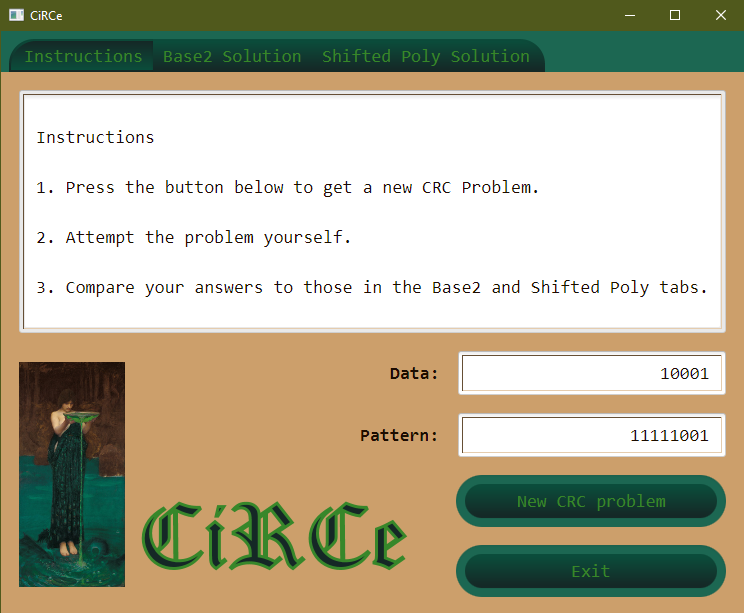 CiRCe
Instructions Base2 Solution Shifted Poly Solution
Instructions
1. Press the button below to get a new CRC Problem.
2. Attempt the problem yourself.
3. Compare your answers to those in the Base2 and Shifted Poly tabs.
Data: 10001
Pattern: 11111001
New CRC problem
CiRCe
Exit